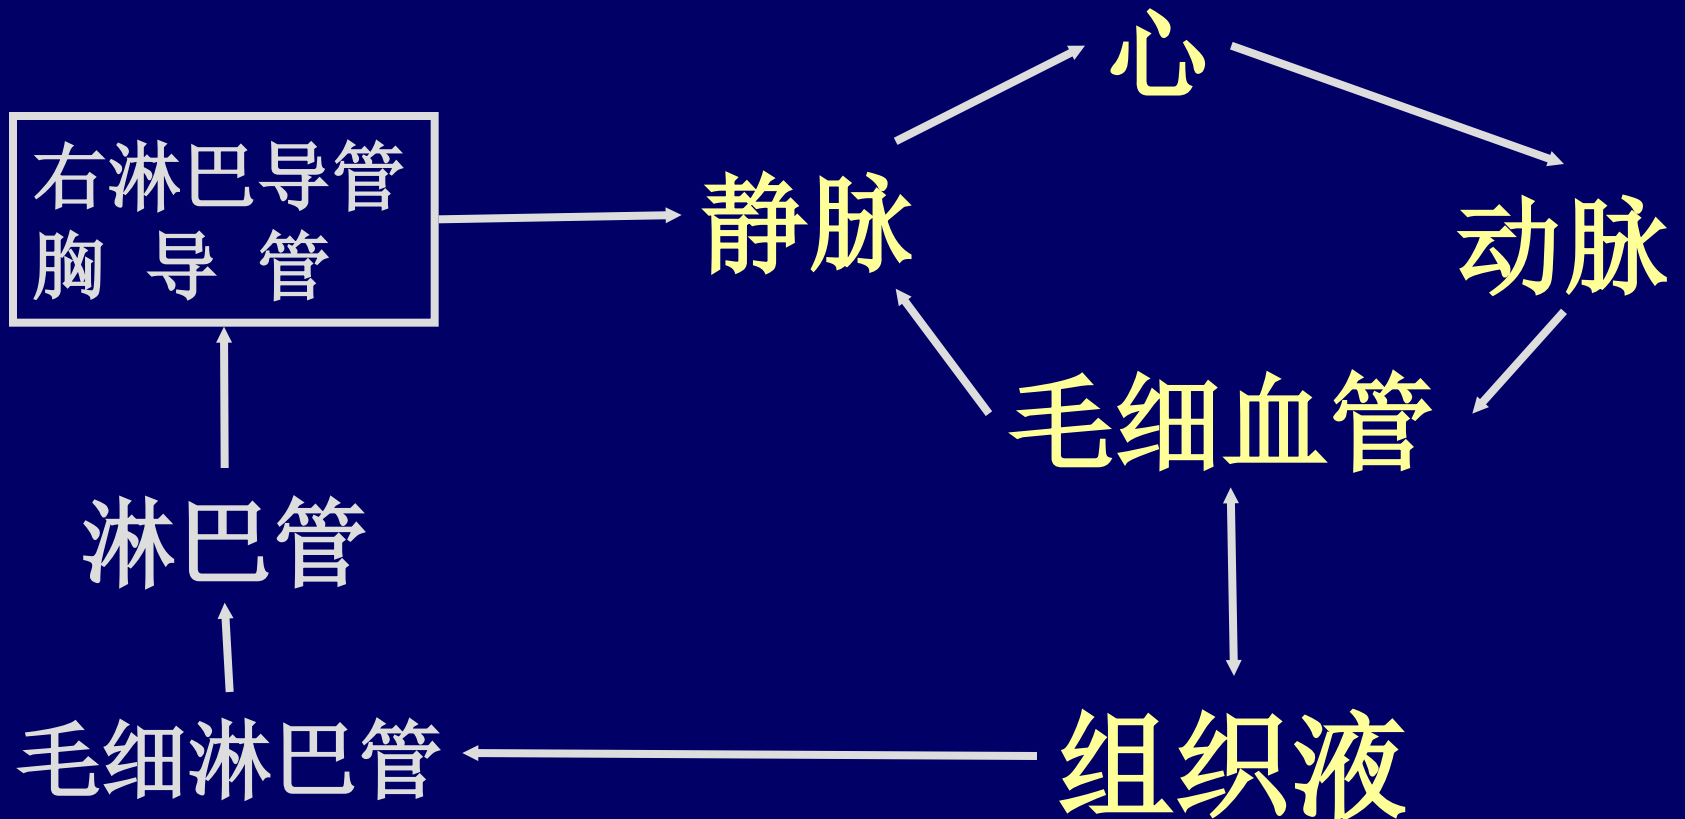 心
右淋巴导管
胸 导 管
静脉
动脉
毛细血管
淋巴管
毛细淋巴管
组织液